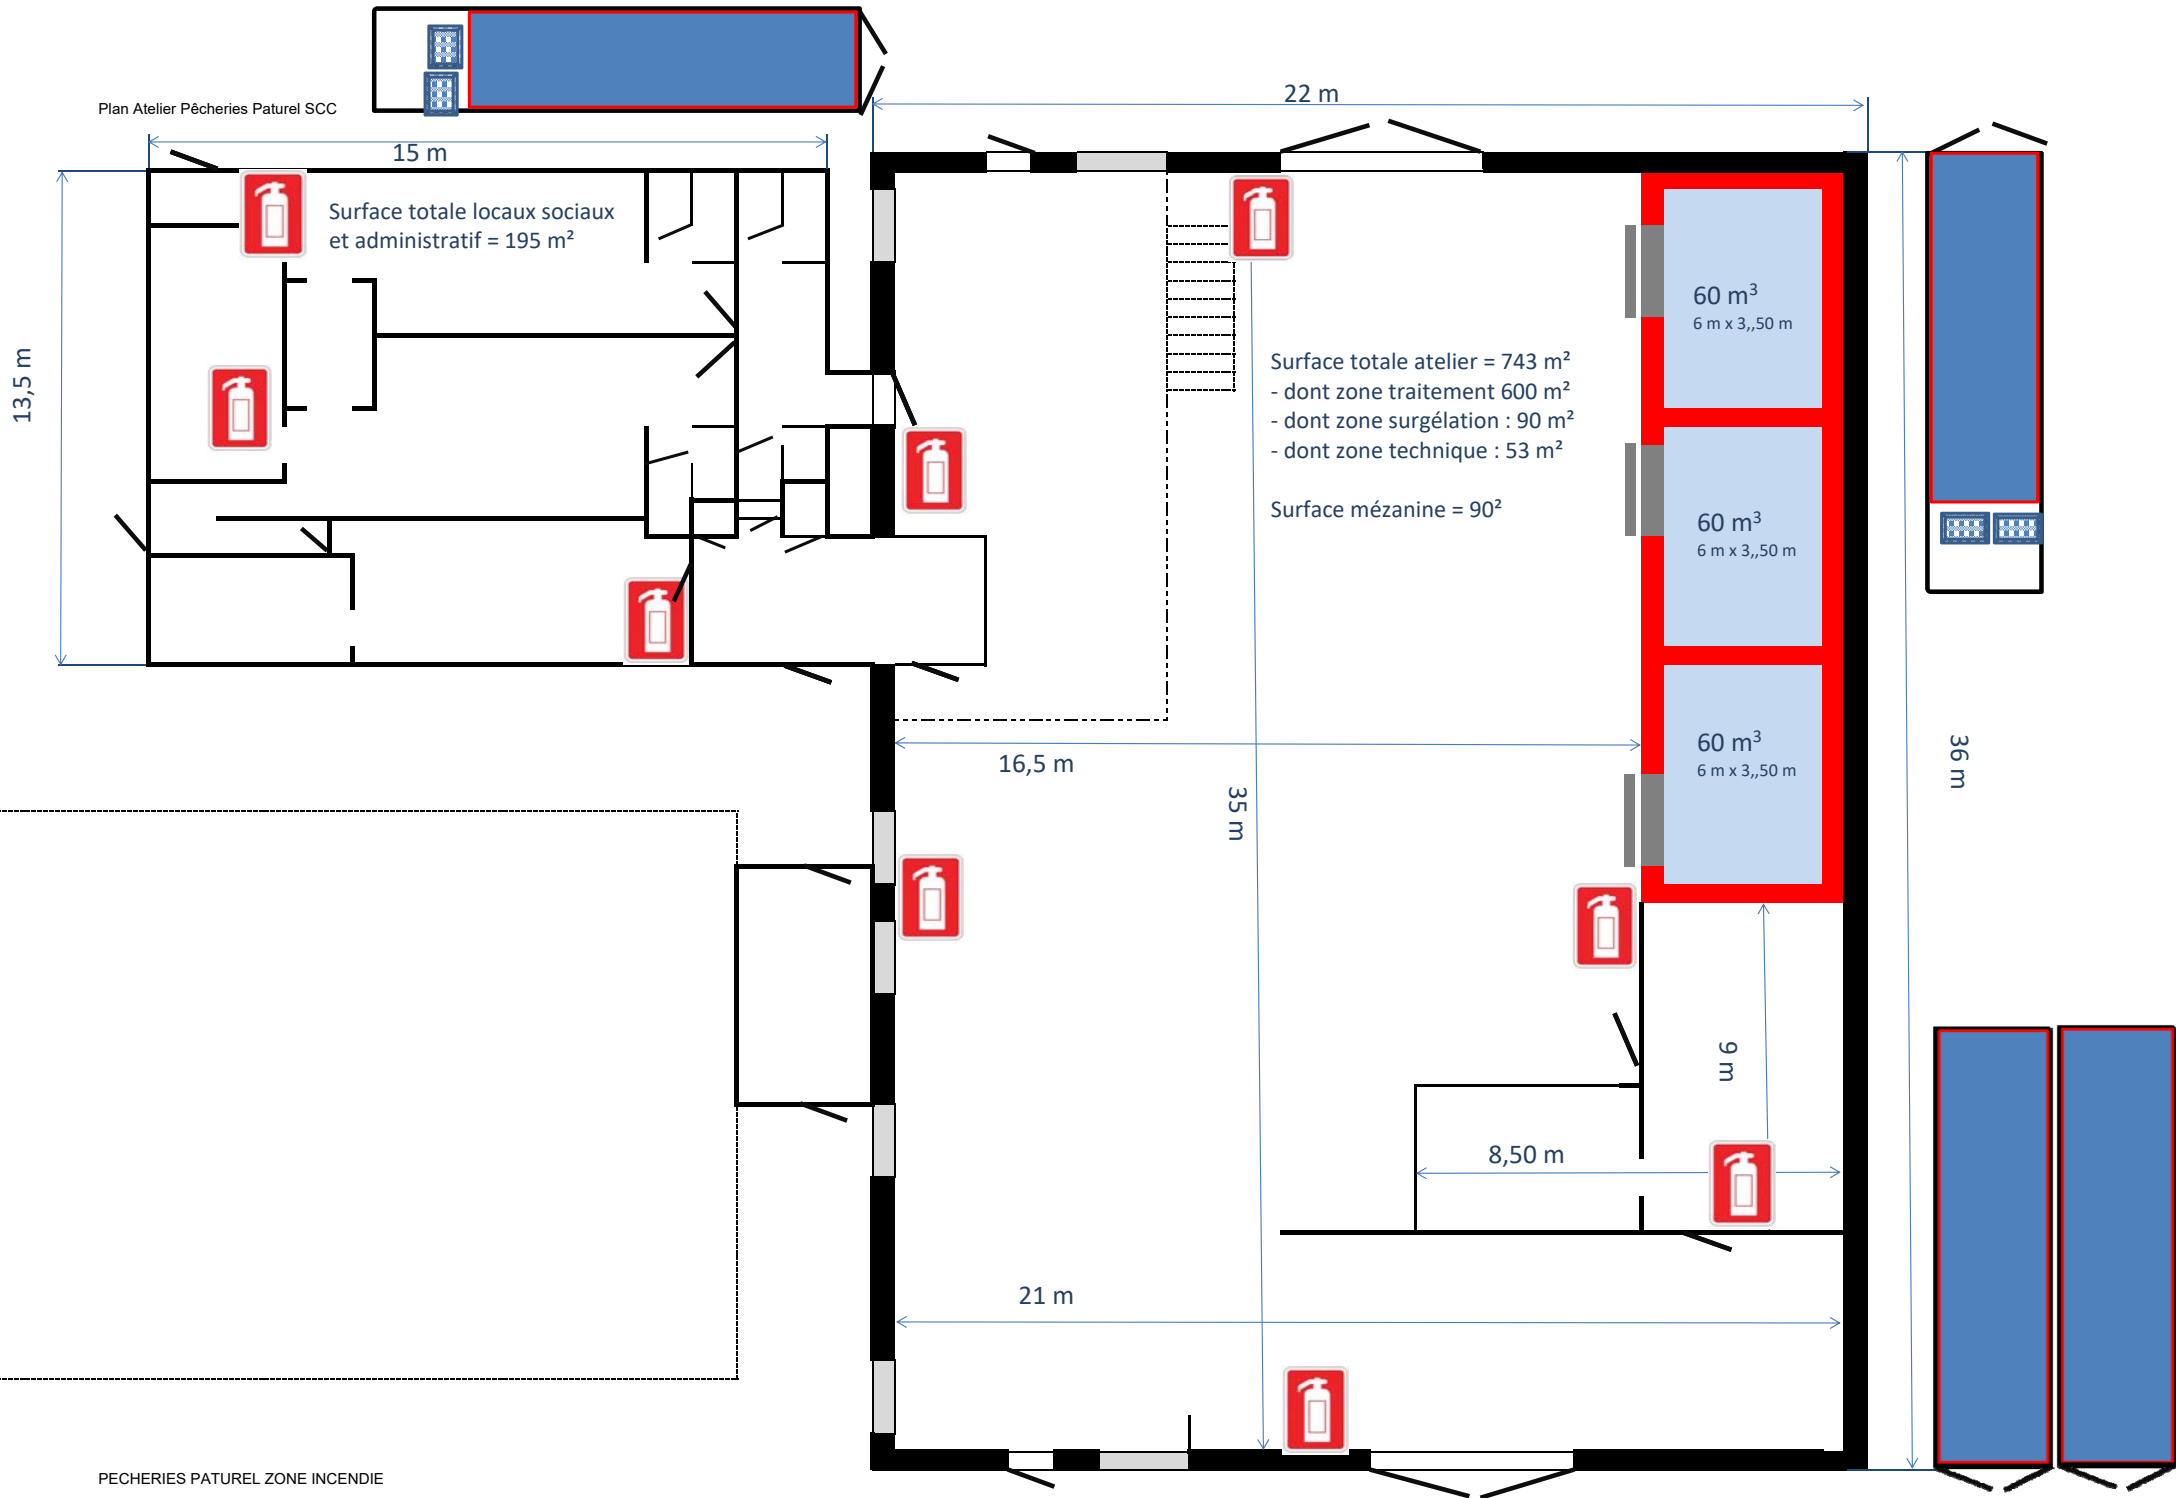 22 m
Plan Atelier Pêcheries Paturel SCC
15 m
Surface totale locaux sociaux
et administratif = 195 m²
13,5 m
60 m³
6 m x 3,,50 m
Surface totale atelier = 743 m²
- dont zone traitement 600 m²
- dont zone surgélation : 90 m²
- dont zone technique : 53 m²
Surface mézanine = 90²
60 m³
6 m x 3,,50 m
60 m³
6 m x 3,,50 m
16,5 m
35 m
36 m
9 m
8,50 m
21 m
PECHERIES PATUREL ZONE INCENDIE